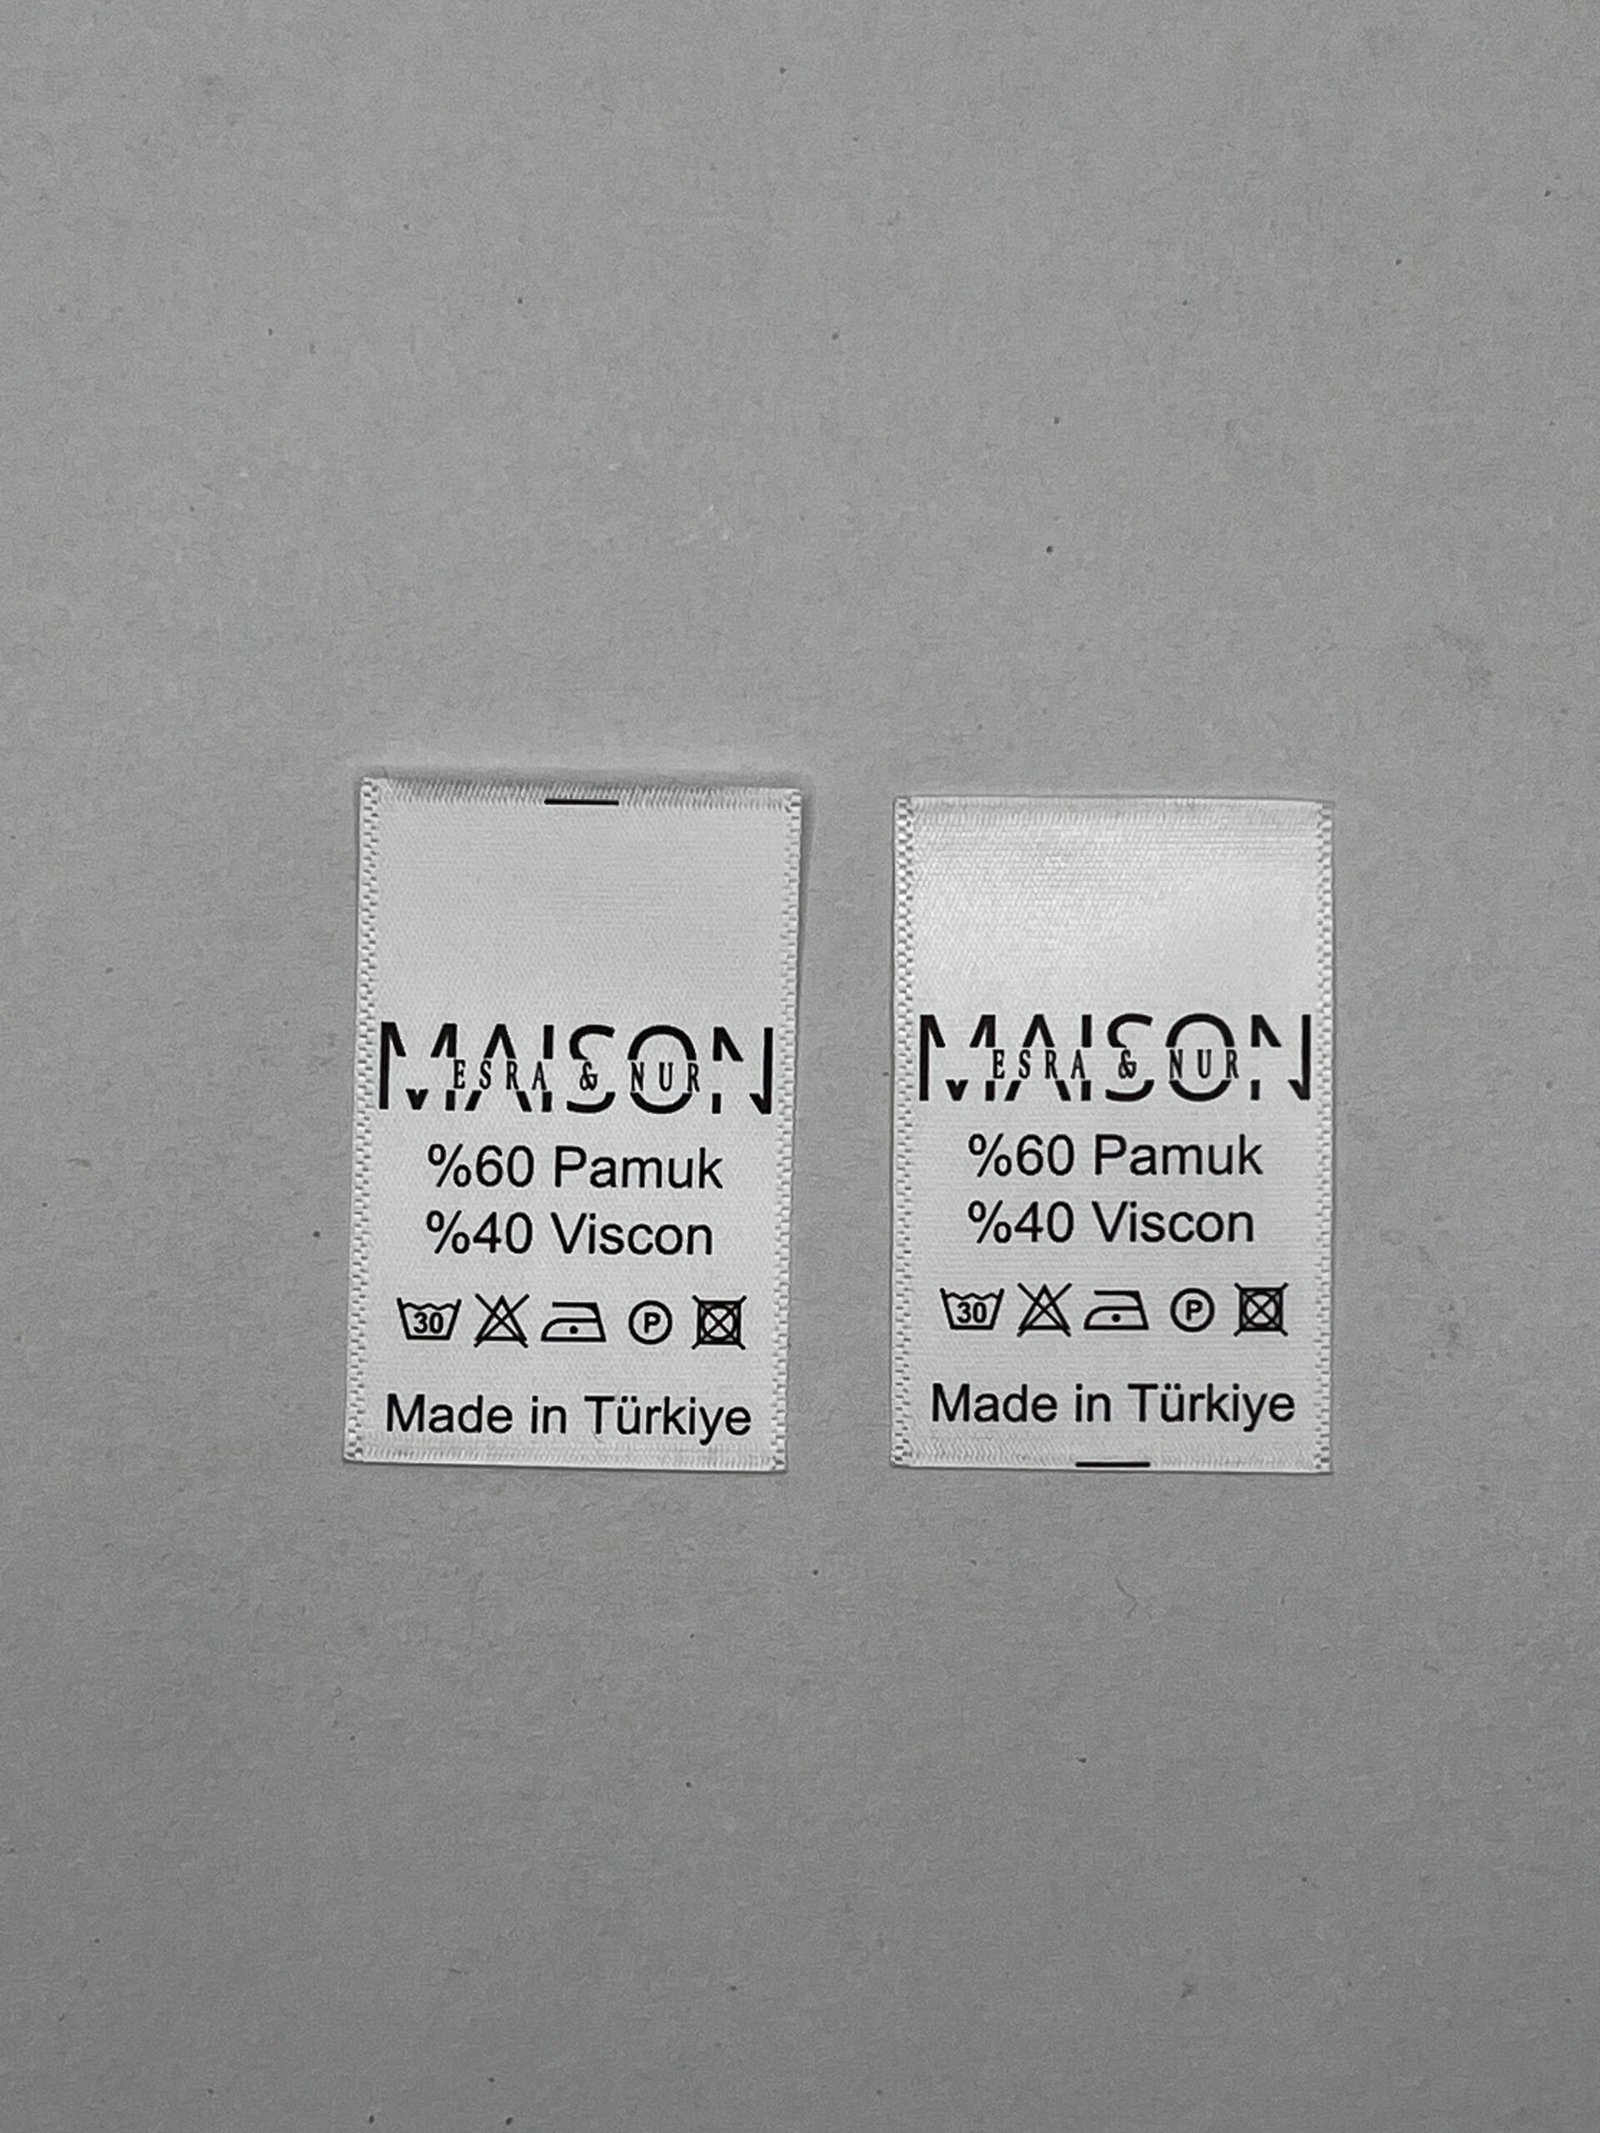 MAISON
ESRA & NUR
%60 Pamuk
%40 Viscon
30 P
Made in Türkiye
MAISON
ESRA & NUR
%60 Pamuk
%40 Viscon
30 P
Made in Türkiye